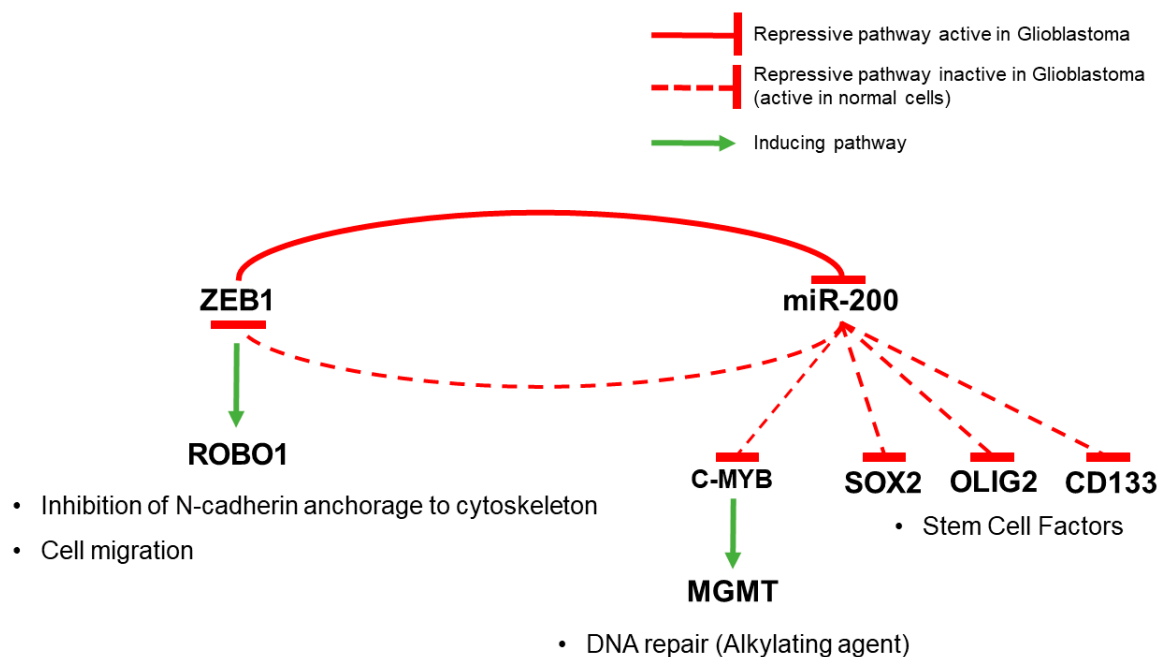 Repressive pathway active in Glioblastoma
Repressive pathway inactive in Glioblastoma
(active in normal cells)
Inducing pathway
ZEB1
miR-200
ROBO1
• Inhibition of N-cadherin anchorage to cytoskeleton
• Cell migration
C-MYB
SOX2
OLIG2
CD133
• Stem Cell Factors
MGMT
• DNA repair (Alkylating agent)